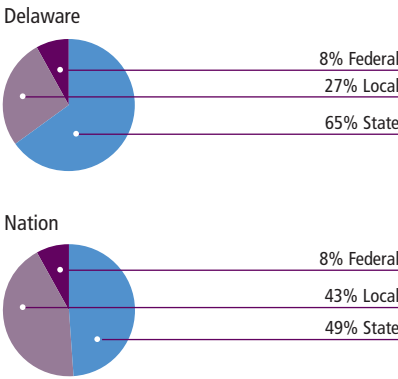 Delaware
8% Federal
27% Local
65% State
Nation
8% Federal
43% Local
49% State